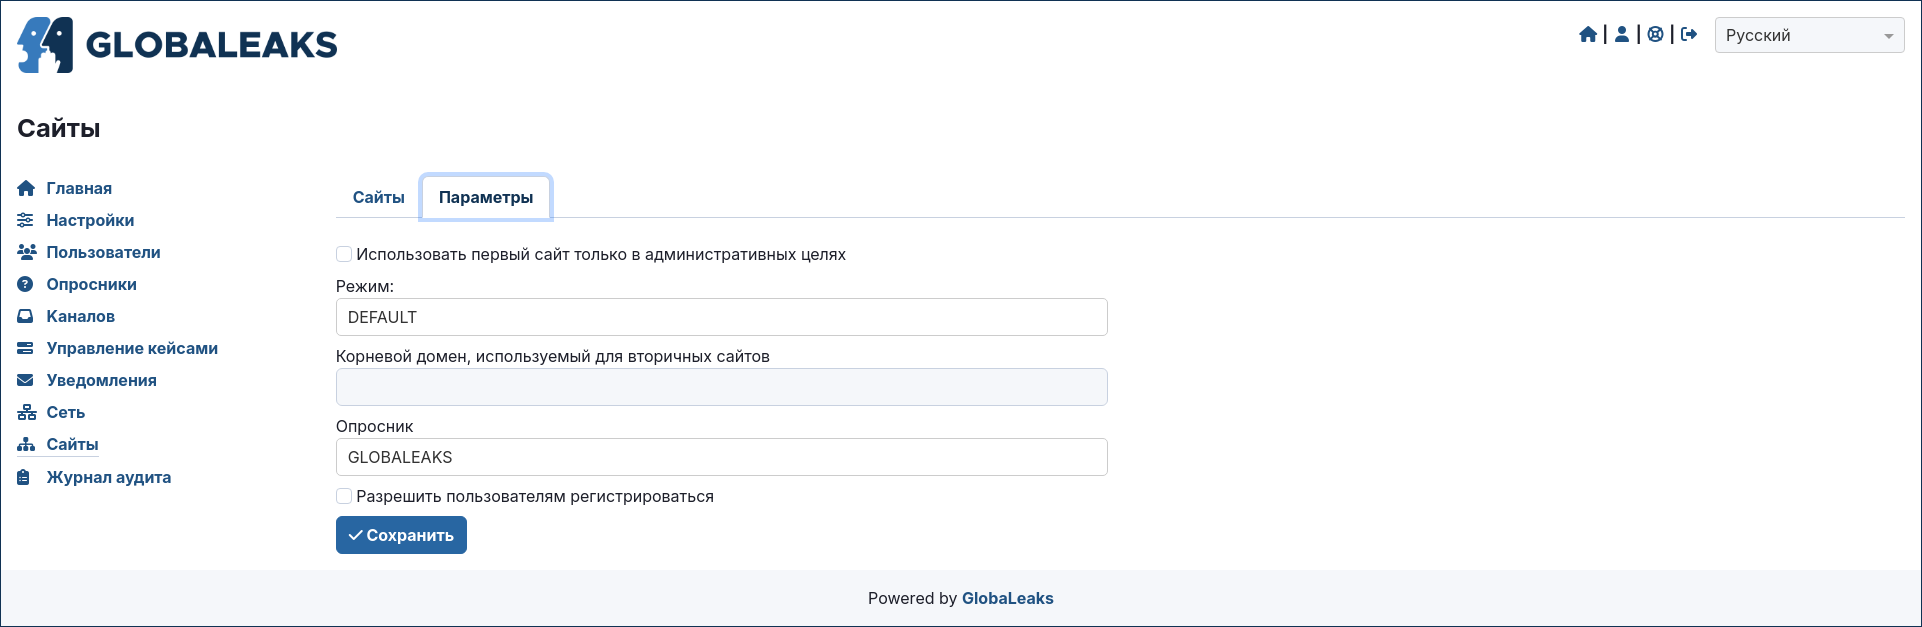 GLOBALEAKS
Русский
Сайты
Главная
Настройки
Пользователи
Опросники
Каналов
Управление кейсами
Уведомления
Сеть
Сайты
Журнал аудита
Сайты
Параметры
Использовать первый сайт только в административных целях
Режим:
DEFAULT
Корневой домен, используемый для вторичных сайтов
Опросник
GLOBALEAKS
Разрешить пользователям регистрироваться
Сохранить
Powered by GlobaLeaks